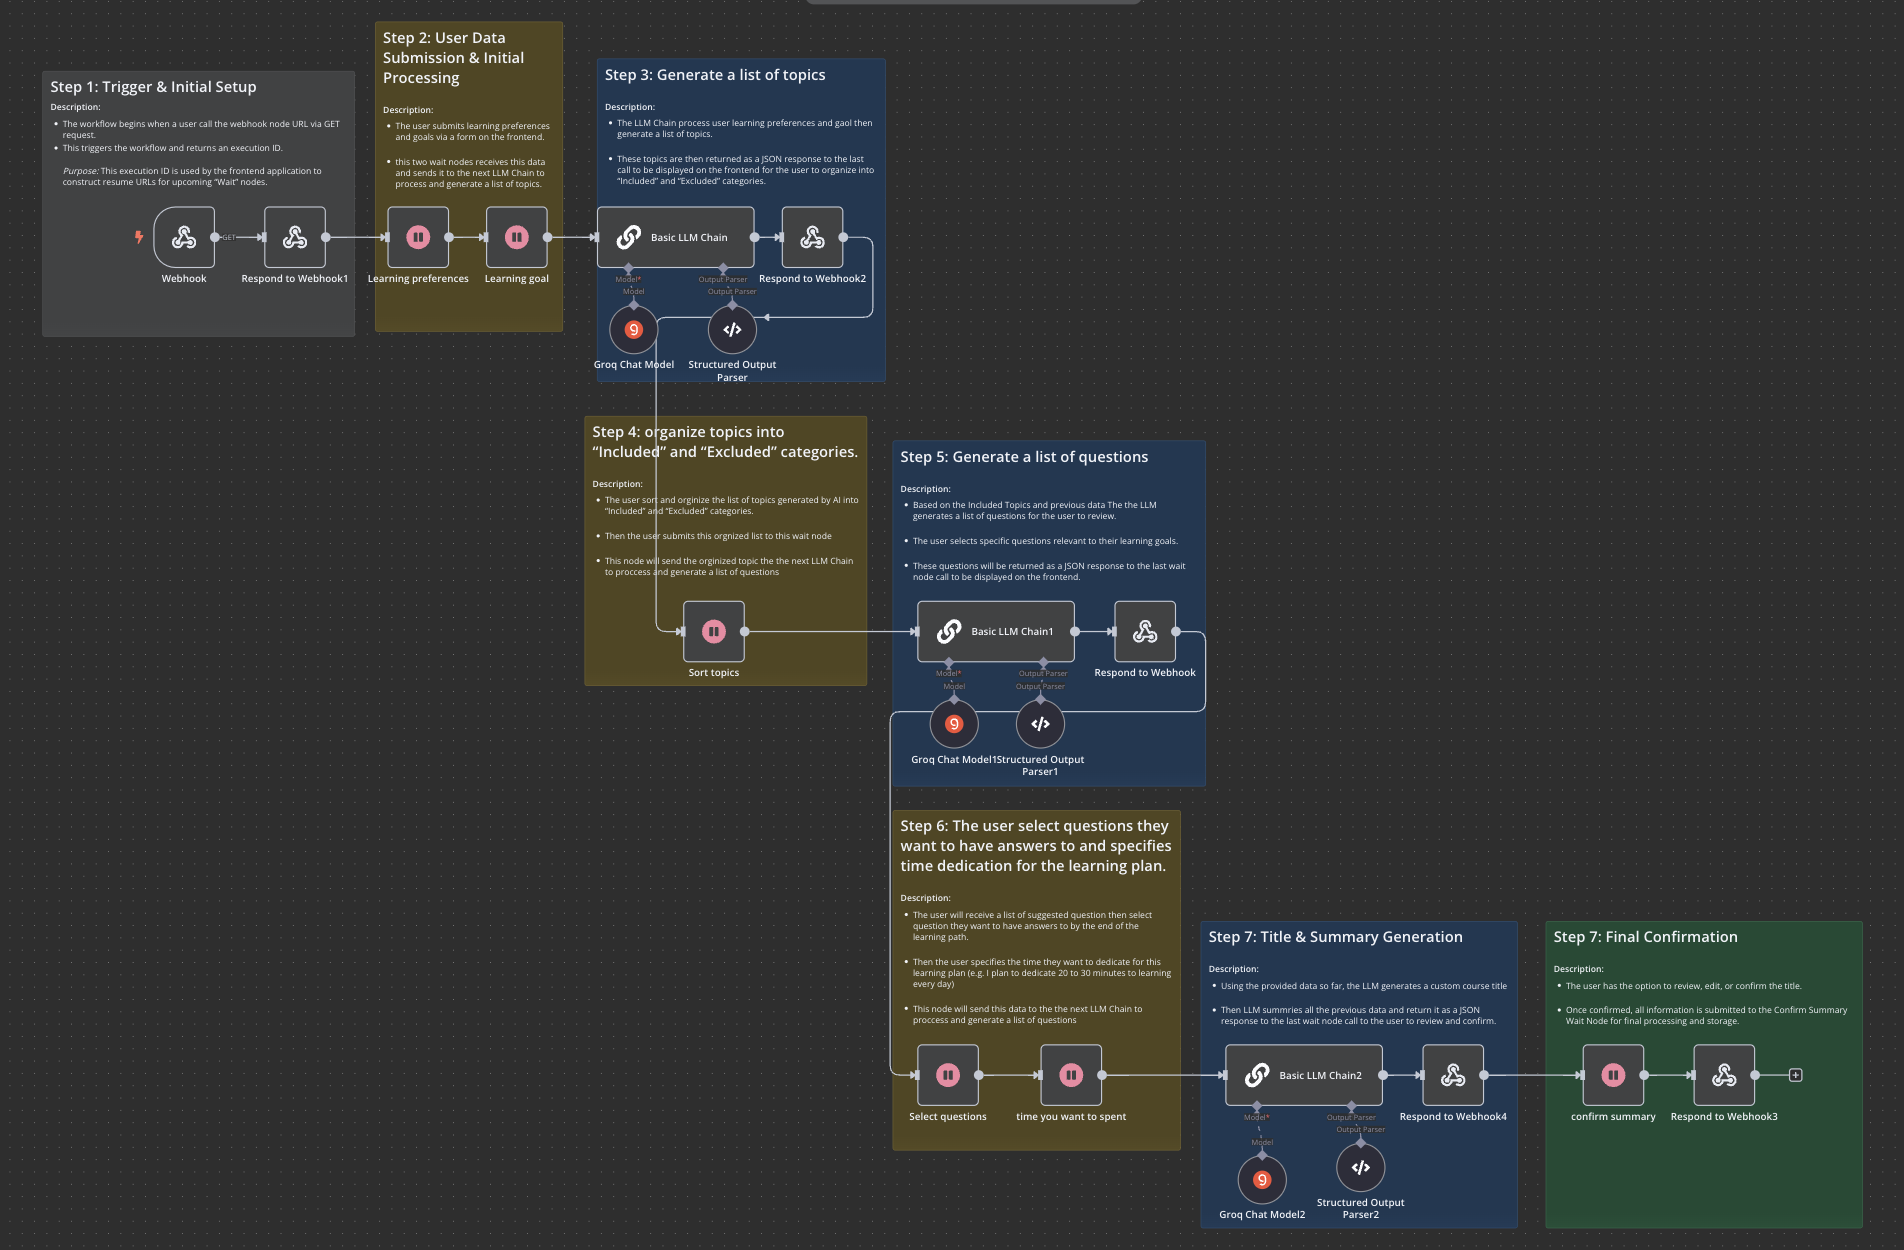 Step 1: Trigger & Initial Setup
Description:
• The workflow begins when a user call the webhook node URL via GET
request.
• This triggers the workflow and returns an execution ID.
Purpose: This execution ID is used by the frontend application to
construct resume URLs for upcoming “Wait” nodes.
GET
Webhook
Respond to Webhook1
Step 2: User Data
Submission & Initial
Processing
Description:
• The user submits learning preferences
and goals via a form on the frontend.
• this two wait nodes receives this data
and sends it to the next LLM Chain to
process and generate a list of topics.
Learning preferences
Learning goal
Step 3: Generate a list of topics
Description:
• The LLM Chain process user learning preferences and gaol then
generate a list of topics.
• These topics are then returned as a JSON response to the last
call to be displayed on the frontend for the user to organize into
“Included” and “Excluded” categories.
Basic LLM Chain
Respond to Webhook2
Model*
Output Parser
Model
Output Parser
Groq Chat Model
Structured Output
Parser
Step 4: organize topics into
“Included” and “Excluded” categories.
Description:
• The user sort and orginize the list of topics generated by AI into
“Included” and “Excluded” categories.
• Then the user submits this orgnized list to this wait node
• This node will send the orginized topic the the next LLM Chain
to proccess and generate a list of questions
Sort topics
Step 5: Generate a list of questions
Description:
• Based on the Included Topics and previous data The the LLM
generates a list of questions for the user to review.
• The user selects specific questions relevant to their learning goals.
• These questions will be returned as a JSON response to the last wait
node call to be displayed on the frontend.
Basic LLM Chain1
Respond to Webhook
Model*
Output Parser
Model
Output Parser
Groq Chat Model1
Structured Output
Parser1
Step 6: The user select questions they
want to have answers to and specifies
time dedication for the learning plan.
Description:
• The user will receive a list of suggested question then select
question they want to have answers to by the end of the
learning path.
• Then the user specifies the time they want to dedicate for this
learning plan (e.g. I plan to dedicate 20 to 30 minutes to learning
every day)
• This node will send this data to the the next LLM Chain to
proccess and generate a list of questions
Select questions
time you want to spent
Step 7: Title & Summary Generation
Description:
• Using the provided data so far, the LLM generates a custom course title
• Then LLM summries all the previous data and return it as a JSON
response to the last wait node call to the user to review and confirm.
Basic LLM Chain2
Respond to Webhook4
Model*
Output Parser
Output Parser
Model
Groq Chat Model2
Structured Output
Parser2
Step 7: Final Confirmation
Description:
• The user has the option to review, edit, or confirm the title.
• Once confirmed, all information is submitted to the Confirm Summary
Wait Node for final processing and storage.
confirm summary
Respond to Webhook3